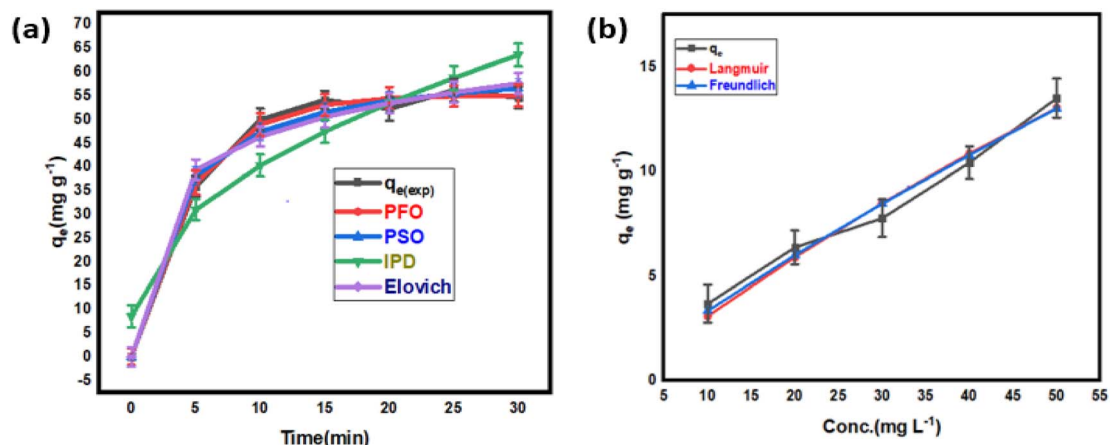 (a)
70
65
60
55
50
45
40
35
30
25
20
15
10
5
0
-5
qe(mg g-1)
qe(exp)
PFO
PSO
IPD
Elovich
0 5 10 15 20 25 30
Time(min)
(b)
15
10
5
0
qe (mg g-1)
qe
Langmuir
Freundlich
5 10 15 20 25 30 35 40 45 50 55
Conc.(mg L-1)